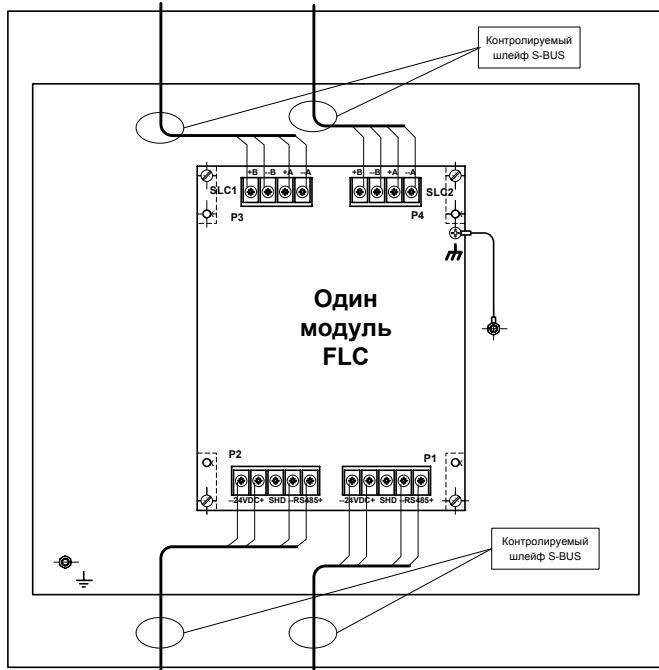 Контролируемый
шлейф S-BUS
+B --B +A --A
+B --B +A --A
SLC1
SLC2
P3
P4
x
x
Один
модуль
FLC
P2
P1
x
x
--24VDC+ SHD --RS485+
--24VDC+ SHD --RS485+
Контролируемый
шлейф S-BUS